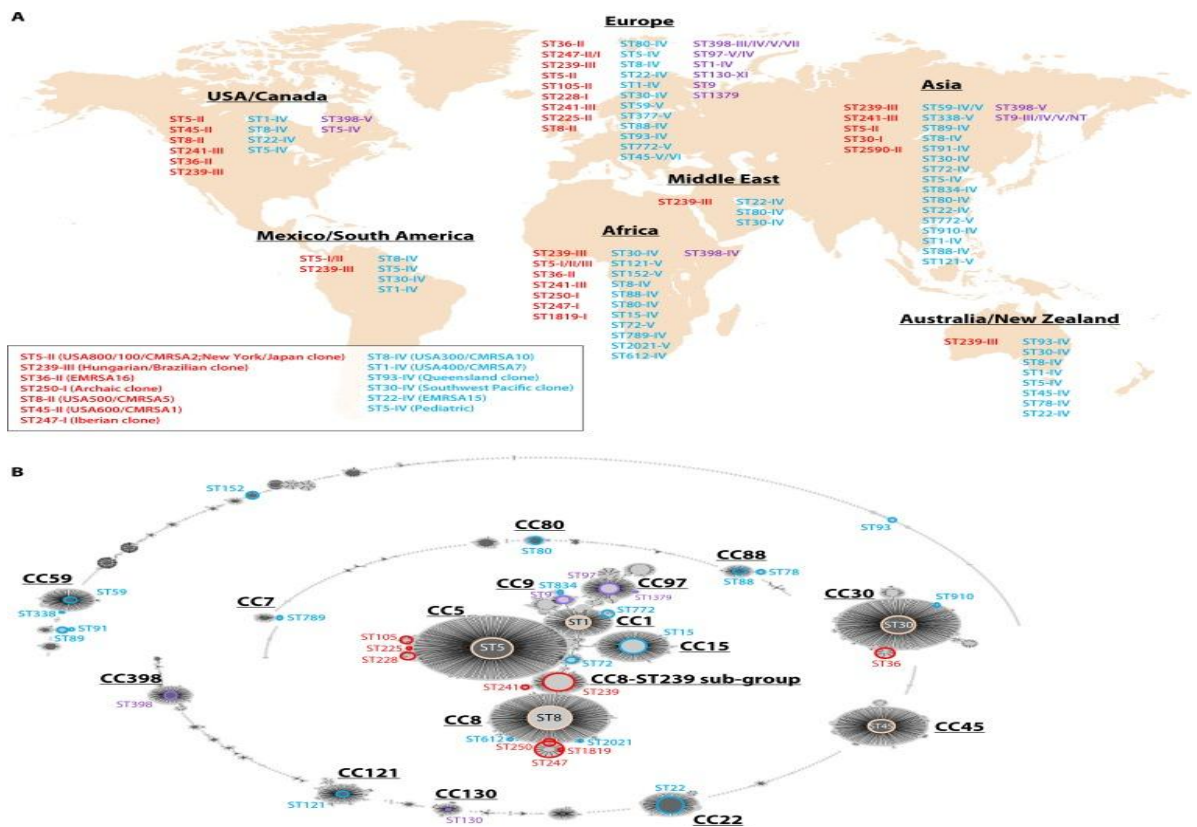 A
Europe
ST36-II
ST247-II/I
ST239-III
ST5-II
ST105-II
ST228-I
ST241-III
ST225-II
ST8-II
ST80-IV
ST5-IV
ST8-IV
ST22-IV
ST1-IV
ST30-IV
ST59-V
ST377-V
ST88-IV
ST93-IV
ST772-V
ST45-V/VI
ST398-III/IV/V/VII
ST97-V/IV
ST1-IV
ST130-XI
ST9
ST1379
USA/Canada
ST5-II
ST45-II
ST8-II
ST241-III
ST36-II
ST239-III
ST1-IV
ST8-IV
ST22-IV
ST5-IV
ST398-V
ST5-IV
Asia
ST239-III
ST241-III
ST5-II
ST30-I
ST2590-II
ST59-IV/V
ST338-V
ST89-IV
ST8-IV
ST91-IV
ST30-IV
ST72-IV
ST5-IV
ST834-IV
ST80-IV
ST22-IV
ST772-V
ST910-IV
ST1-IV
ST88-IV
ST121-V
ST398-V
ST9-III/IV/V/NT
Middle East
ST239-III
ST22-IV
ST80-IV
ST30-IV
Mexico/South America
ST5-I/II
ST239-III
ST8-IV
ST5-IV
ST30-IV
ST1-IV
Africa
ST239-III
ST5-I/II/III
ST36-II
ST241-III
ST250-I
ST247-I
ST1819-I
ST30-IV
ST121-V
ST152-V
ST8-IV
ST88-IV
ST80-IV
ST15-IV
ST72-V
ST789-IV
ST2021-V
ST612-IV
ST398-IV
Australia/New Zealand
ST239-III
ST93-IV
ST30-IV
ST8-IV
ST1-IV
ST5-IV
ST45-IV
ST78-IV
ST22-IV
ST5-II (USA800/100/CMRSA2;New York/Japan clone)
ST239-III (Hungarian/Brazilian clone)
ST36-II (EMRSA16)
ST250-I (Archaic clone)
ST8-II (USA500/CMRSA5)
ST45-II (USA600/CMRSA1)
ST247-I (Iberian clone)
ST8-IV (USA300/CMRSA10)
ST1-IV (USA400/CMRSA7)
ST93-IV (Queensland clone)
ST30-IV (Southwest Pacific clone)
ST22-IV (EMRSA15)
ST5-IV (Pediatric)
B
ST152
ST93
CC80
ST80
CC88
ST88
ST78
CC59
ST59
ST338
ST91
ST89
CC7
ST789
CC9
ST834
ST9
ST97
CC97
ST1379
CC30
ST910
ST30
ST36
CC5
ST105
ST225
ST228
ST5
ST1
ST772
CC1
ST15
CC15
ST72
CC8-ST239 sub-group
ST241
ST239
CC398
ST398
CC8
ST8
ST612
ST250
ST2021
ST1819
ST247
ST45
CC45
CC121
ST121
CC130
ST130
ST22
CC22